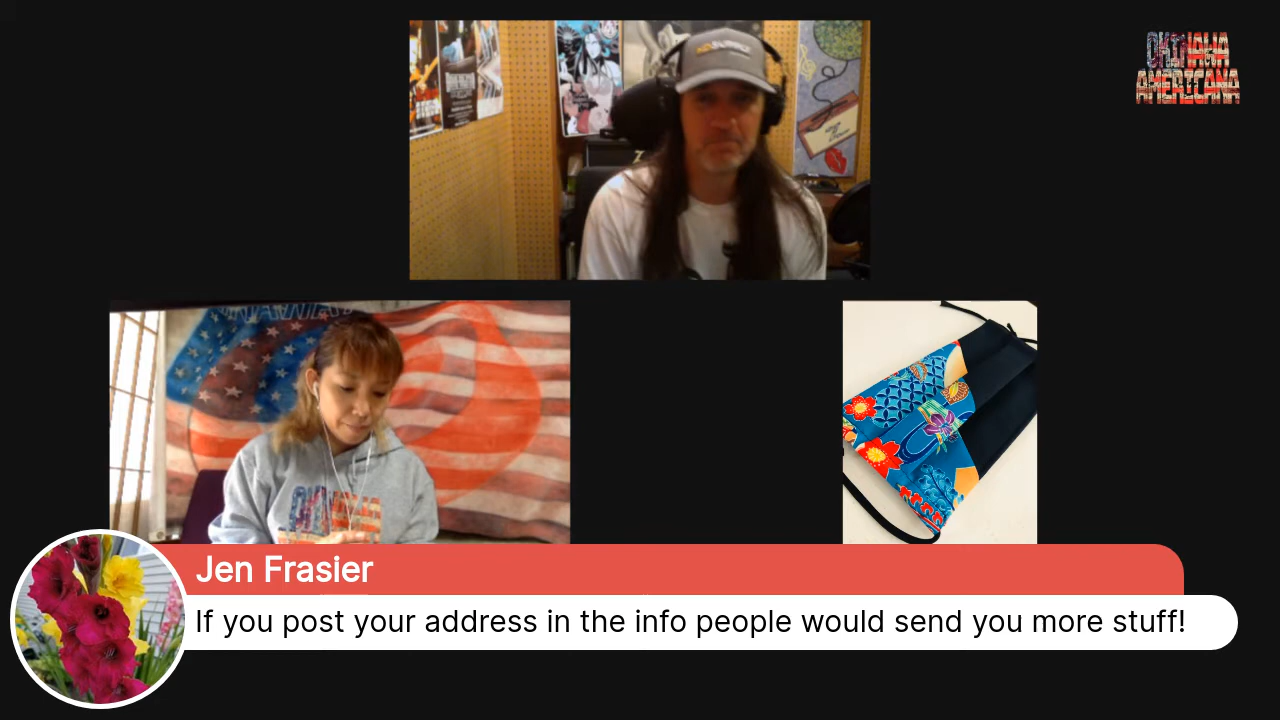 OKINAWA
AMERICANA
Jen Frasier
If you post your address in the info people would send you more stuff!